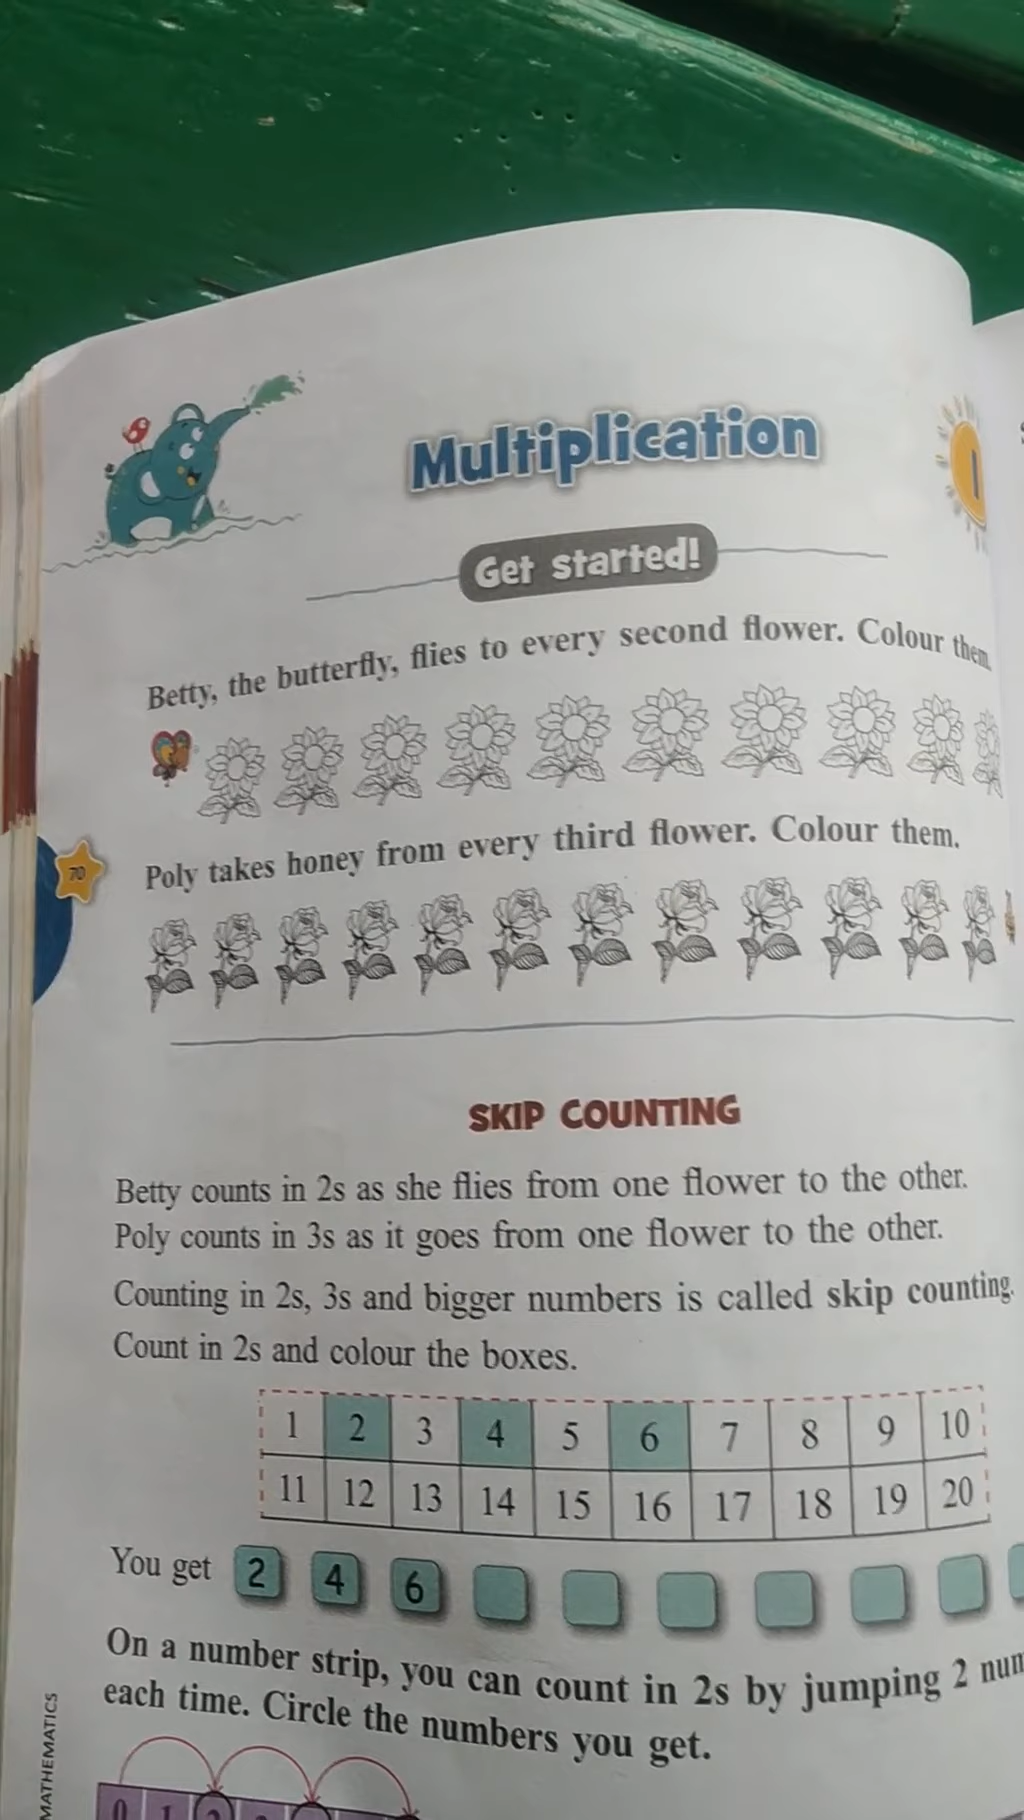 Multiplication
1
Get started!
Betty, the butterfly, flies to every second flower. Colour them.
70
Poly takes honey from every third flower. Colour them.
SKIP COUNTING
Betty counts in 2s as she flies from one flower to the other.
Poly counts in 3s as it goes from one flower to the other.
Counting in 2s, 3s and bigger numbers is called skip counting.
Count in 2s and colour the boxes.
1 2 3 4 5 6 7 8 9 10
11 12 13 14 15 16 17 18 19 20
You get 2 4 6
On a number strip, you can count in 2s by jumping 2
each time. Circle the numbers you get.
MATHEMATICS
0 1 2